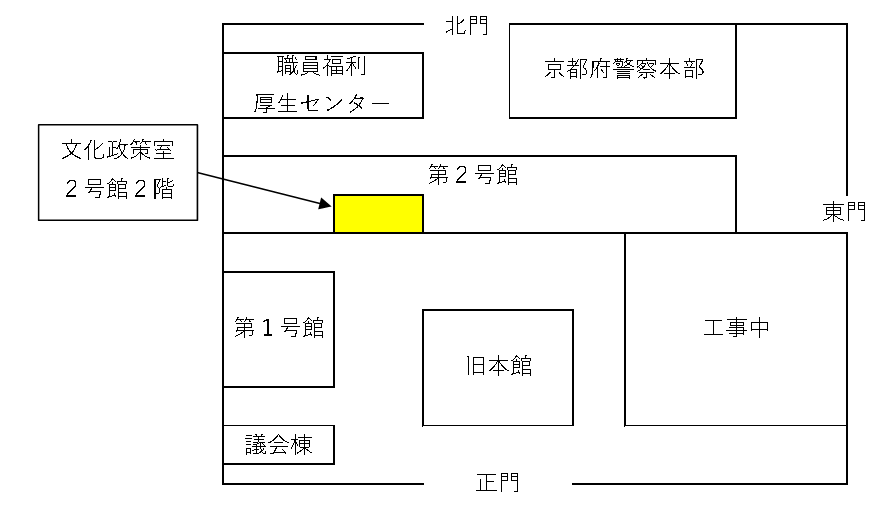 北門
職員福利
厚生センター
京都府警察本部
文化政策室
２号館２階
第２号館
東門
第１号館
旧本館
工事中
議会棟
正門